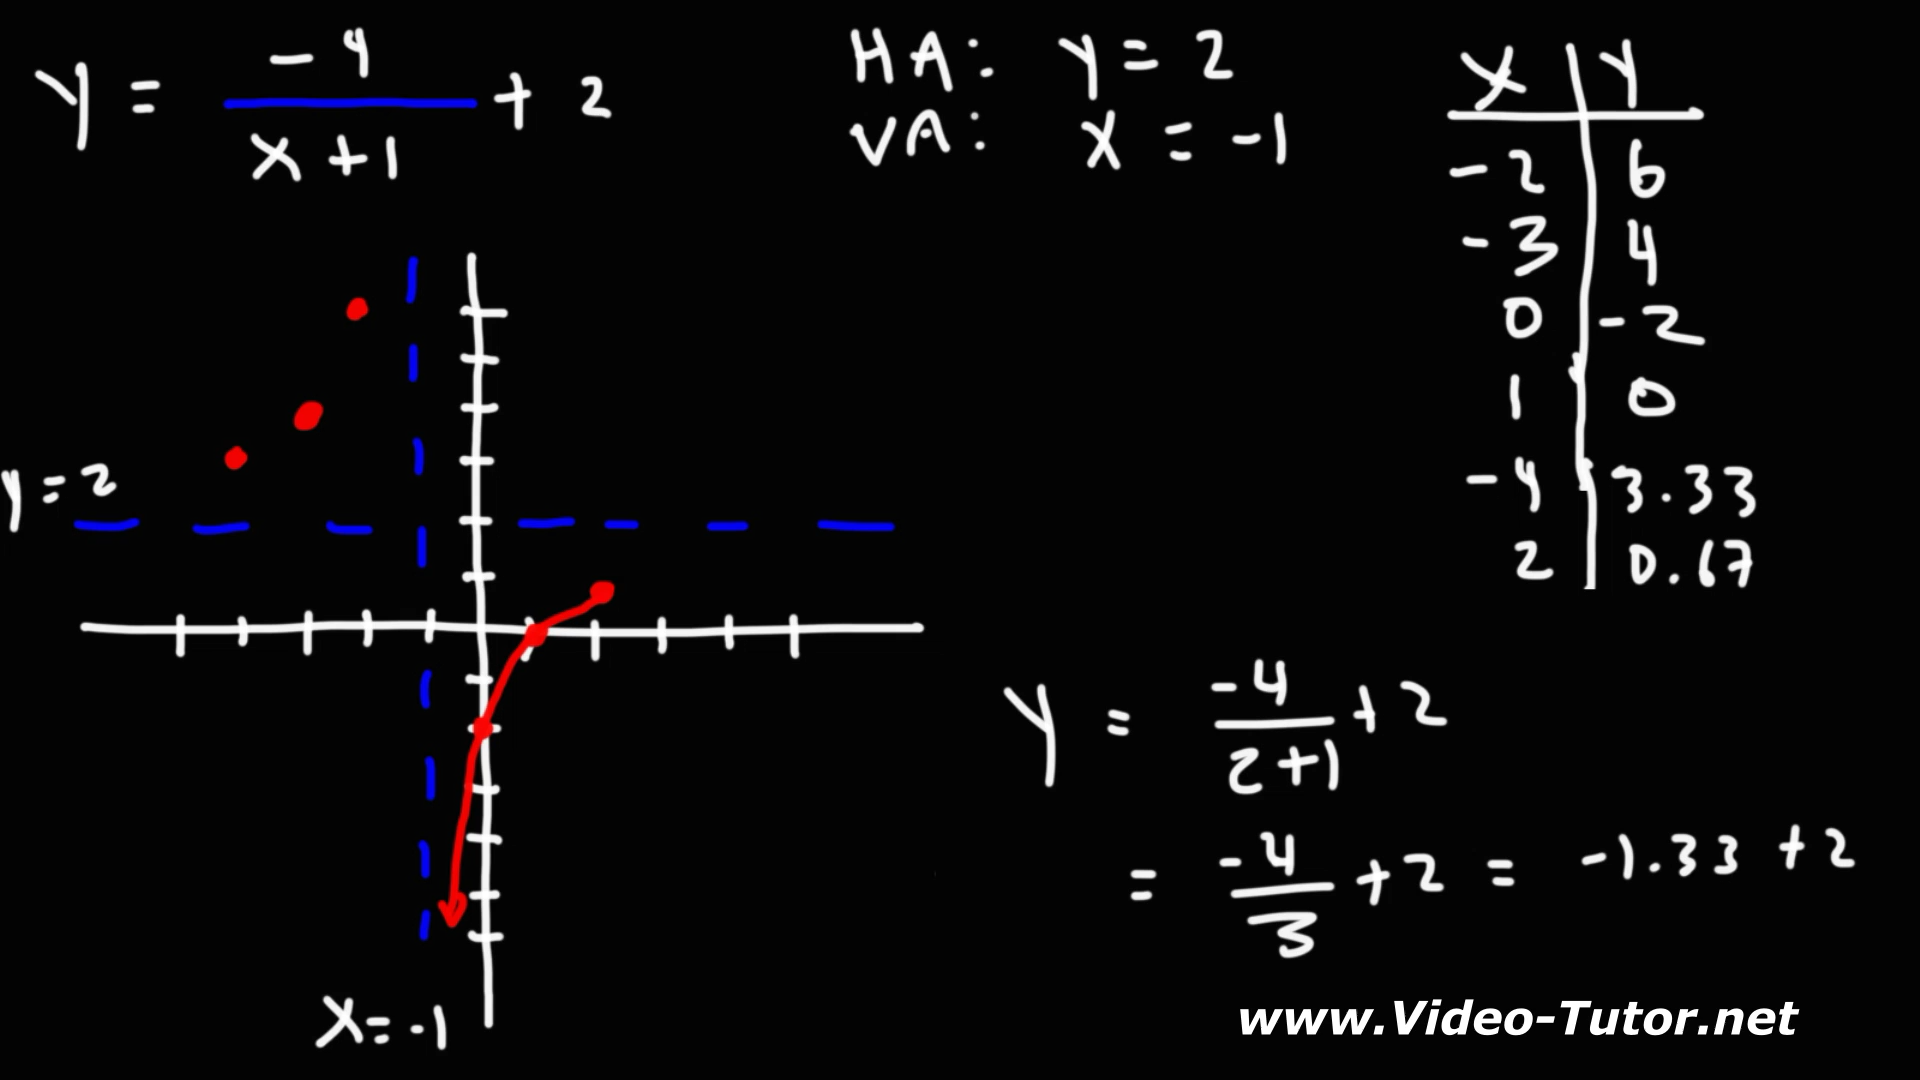 y = -4/(x+1) + 2
HA: y = 2
VA: x = -1
x | y
-2 | 6
-3 | 4
0 | -2
1 | 0
-4 | 3.33
2 | 0.67
y = 2
x = -1
y = -4/(2+1) + 2
= -4/3 + 2 = -1.33 + 2
www.Video-Tutor.net